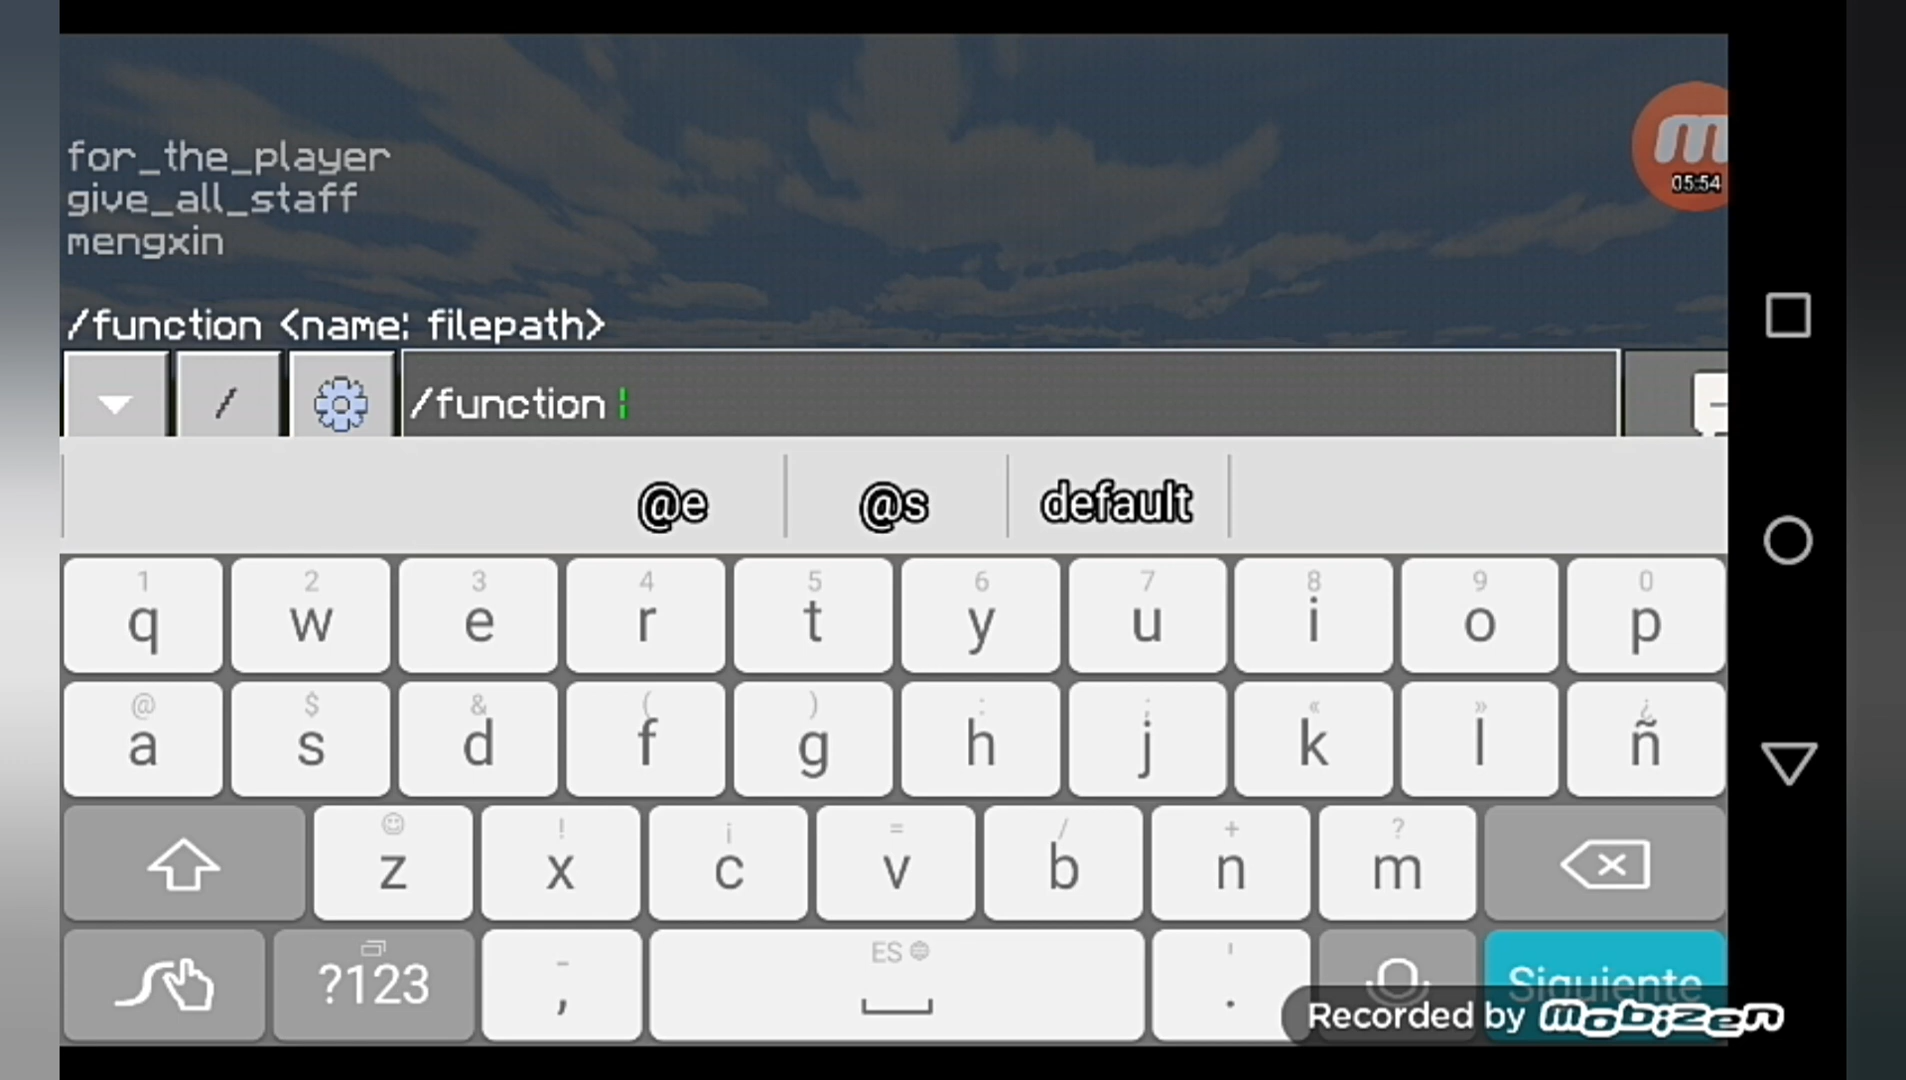 for_the_player
give_all_staff
mengxin
m
05:54
/function <name: filepath>
/
/function
@e
@s
default
1 2 3 4 5 6 7 8 9 0
q w e r t y u i o p
@ $ & ( ) : ; « » ¿
a s d f g h j k l ñ
! ¡ = / + ?
z x c v b n m
ES
?123
- ,
' .
Siguiente
Recorded by mobizen